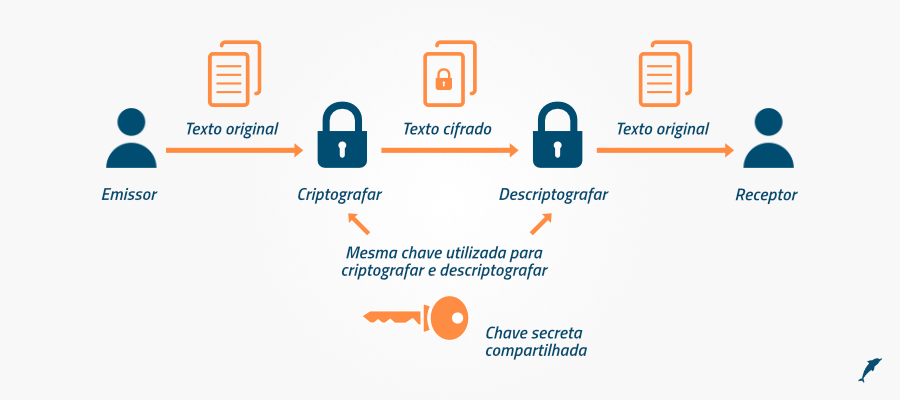 Texto original
Texto cifrado
Texto original
Emissor
Criptografar
Descriptografar
Receptor
Mesma chave utilizada para
criptografar e descriptografar
Chave secreta
compartilhada